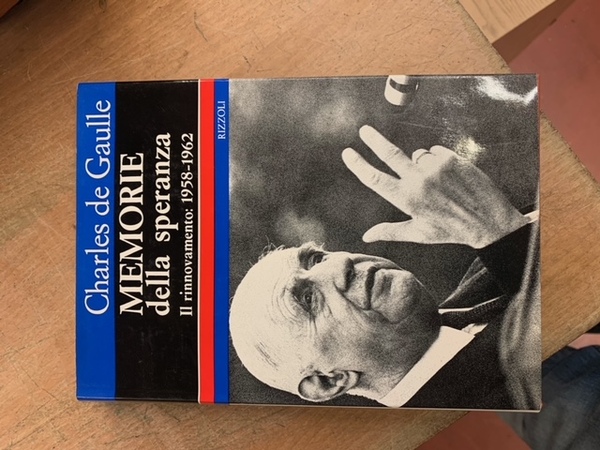 Charles de Gaulle
MEMORIE
della speranza
Il rinnovamento: 1958-1962
RIZZOLI